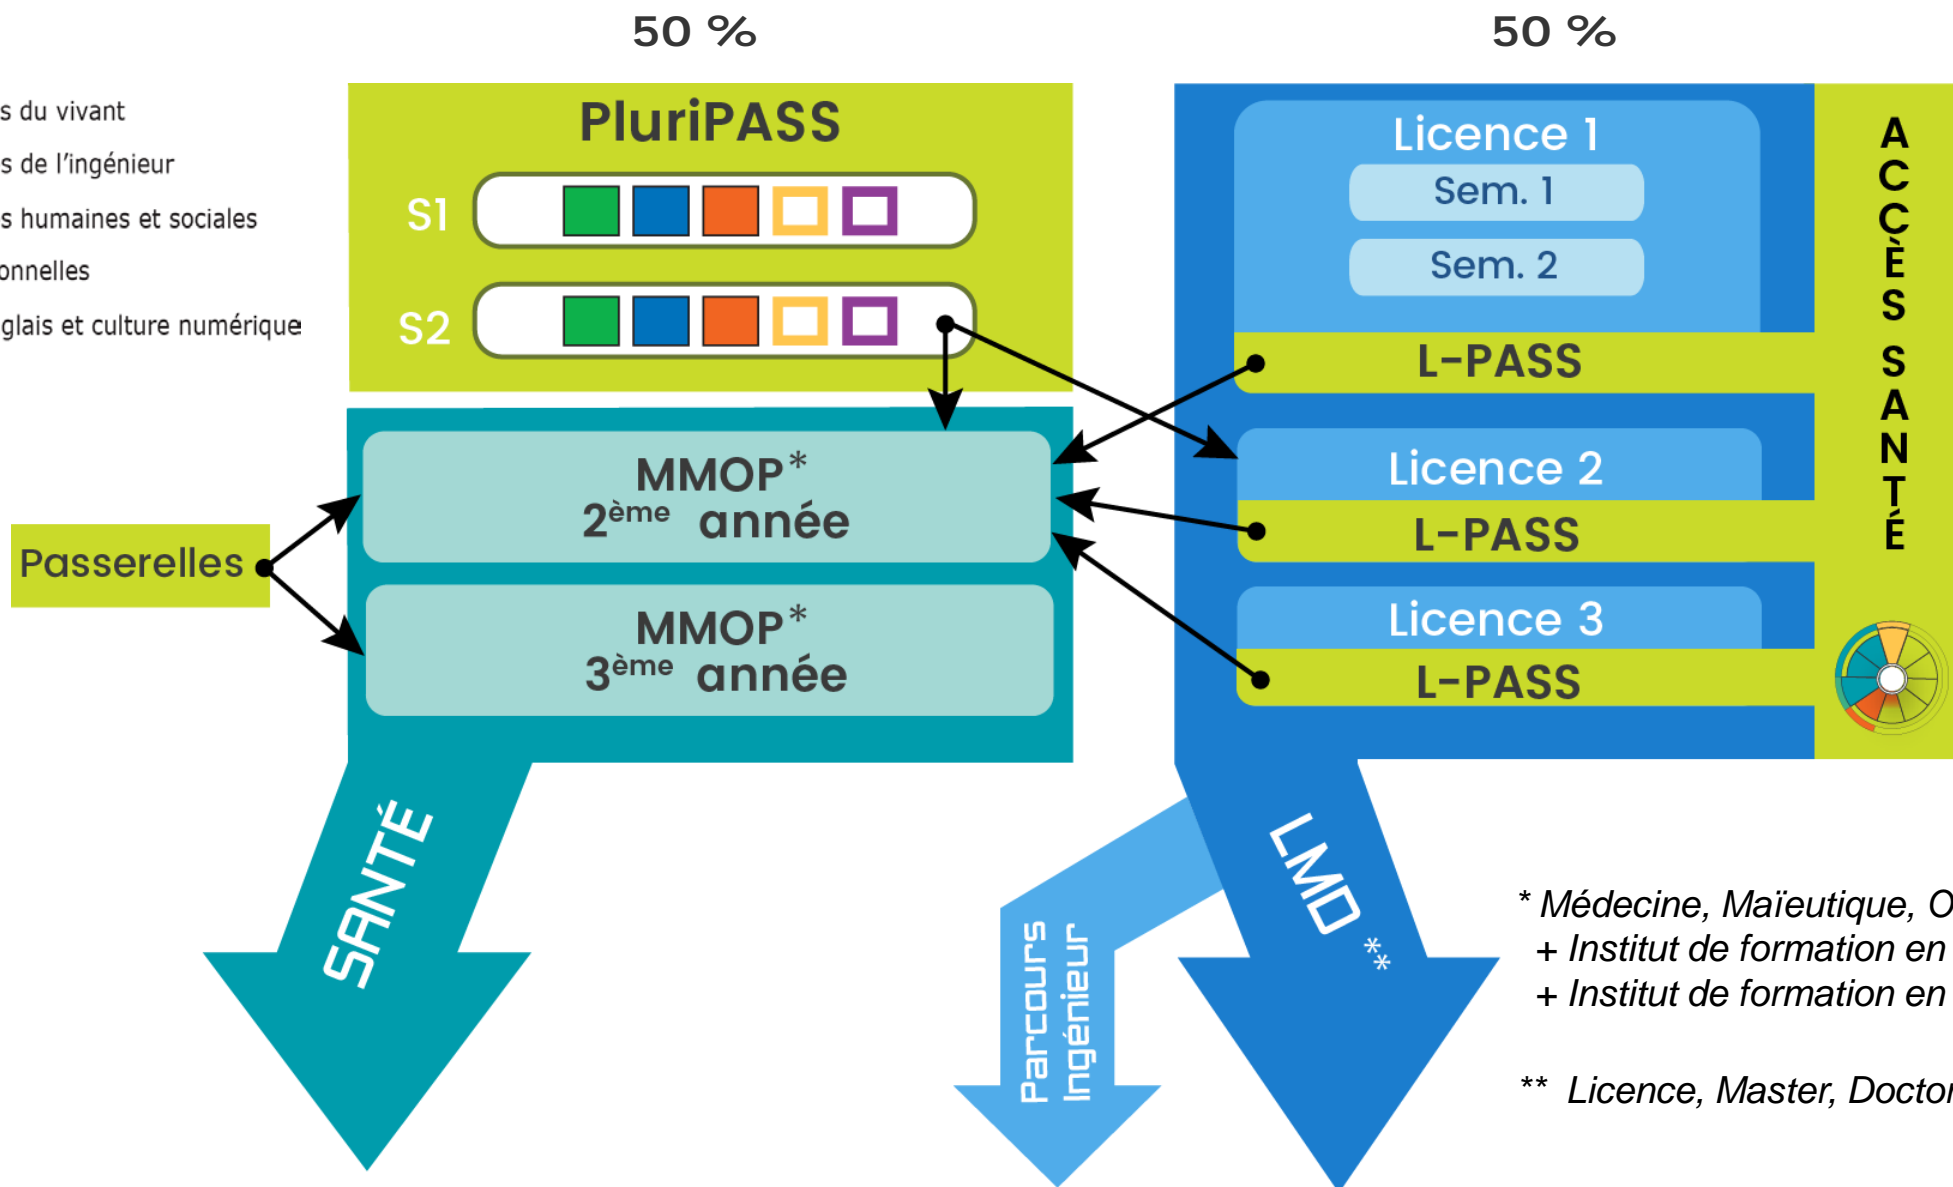 50 %
50 %
s du vivant
s de l'ingénieur
s humaines et sociales
onnelles
glais et culture numérique
PluriPASS
S1
S2
MMOP*
2ème année
MMOP*
3ème année
Passerelles
Licence 1
Sem. 1
Sem. 2
L-PASS
Licence 2
L-PASS
Licence 3
L-PASS
ACCÈS SANTÉ
SANTÉ
Parcours
Ingénieur
LMD **
* Médecine, Maïeutique, O
+ Institut de formation en
+ Institut de formation en
** Licence, Master, Doctor